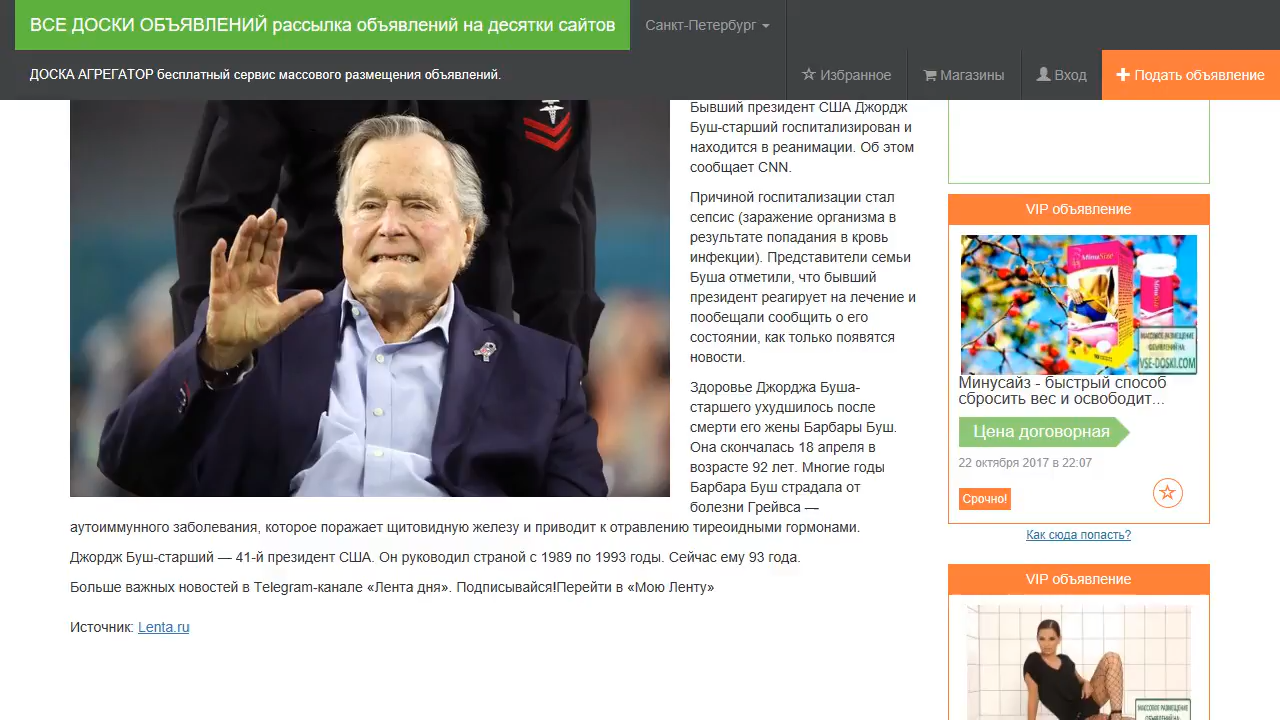 ВСЕ ДОСКИ ОБЪЯВЛЕНИЙ рассылка объявлений на десятки сайтов
Санкт-Петербург
ДОСКА АГРЕГАТОР бесплатный сервис массового размещения объявлений.
Избранное
Магазины
Вход
Подать объявление
Бывший президент США Джордж
Буш-старший госпитализирован и
находится в реанимации. Об этом
сообщает CNN.
Причиной госпитализации стал
сепсис (заражение организма в
результате попадания в кровь
инфекции). Представители семьи
Буша отметили, что бывший
президент реагирует на лечение и
пообещали сообщить о его
состоянии, как только появятся
новости.
Здоровье Джорджа Буша-
старшего ухудшилось после
смерти его жены Барбары Буш.
Она скончалась 18 апреля в
возрасте 92 лет. Многие годы
Барбара Буш страдала от
болезни Грейвса —
аутоиммунного заболевания, которое поражает щитовидную железу и приводит к отравлению тиреоидными гормонами.
Джордж Буш-старший — 41-й президент США. Он руководил страной с 1989 по 1993 годы. Сейчас ему 93 года.
Больше важных новостей в Telegram-канале «Лента дня». Подписывайся!Перейти в «Мою Ленту»
Источник: Lenta.ru
VIP объявление
MinuSize
МАССОВОЕ РАЗМЕЩЕНИЕ
ОБЪЯВЛЕНИЙ НА
VSE-DOSKI.COM
Минусайз - быстрый способ
сбросить вес и освободит...
Цена договорная
22 октября 2017 в 22:07
Срочно!
Как сюда попасть?
VIP объявление
МАССОВОЕ РАЗМЕЩЕНИЕ